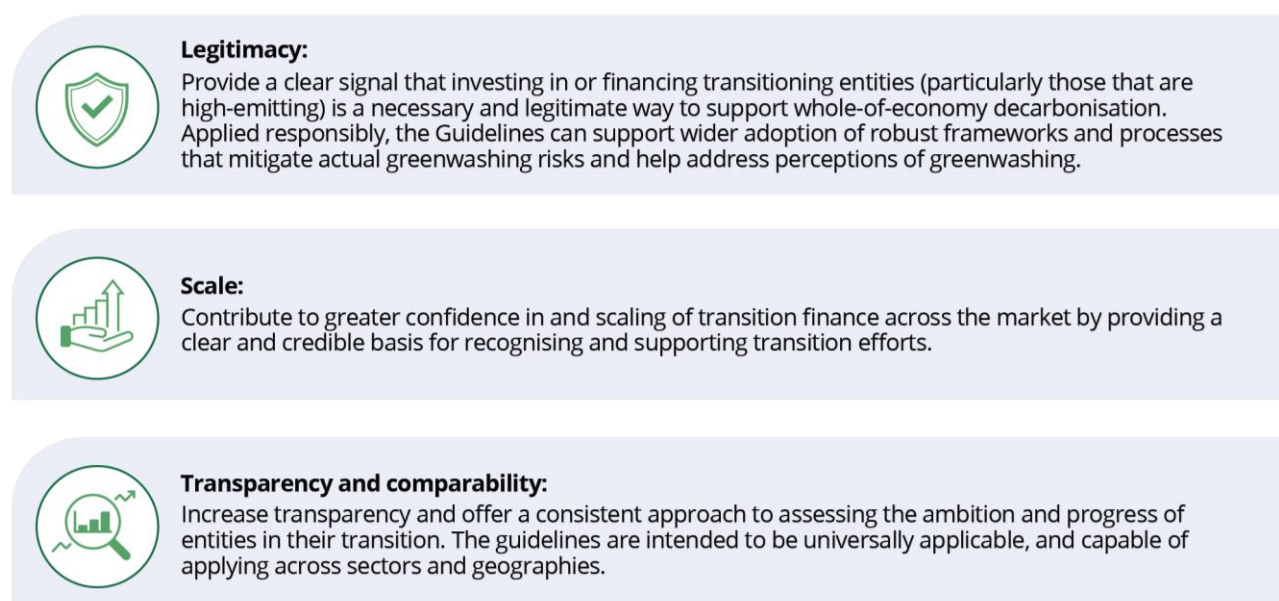 Legitimacy:
Provide a clear signal that investing in or financing transitioning entities (particularly those that are
high-emitting) is a necessary and legitimate way to support whole-of-economy decarbonisation.
Applied responsibly, the Guidelines can support wider adoption of robust frameworks and processes
that mitigate actual greenwashing risks and help address perceptions of greenwashing.
Scale:
Contribute to greater confidence in and scaling of transition finance across the market by providing a
clear and credible basis for recognising and supporting transition efforts.
Transparency and comparability:
Increase transparency and offer a consistent approach to assessing the ambition and progress of
entities in their transition. The guidelines are intended to be universally applicable, and capable of
applying across sectors and geographies.